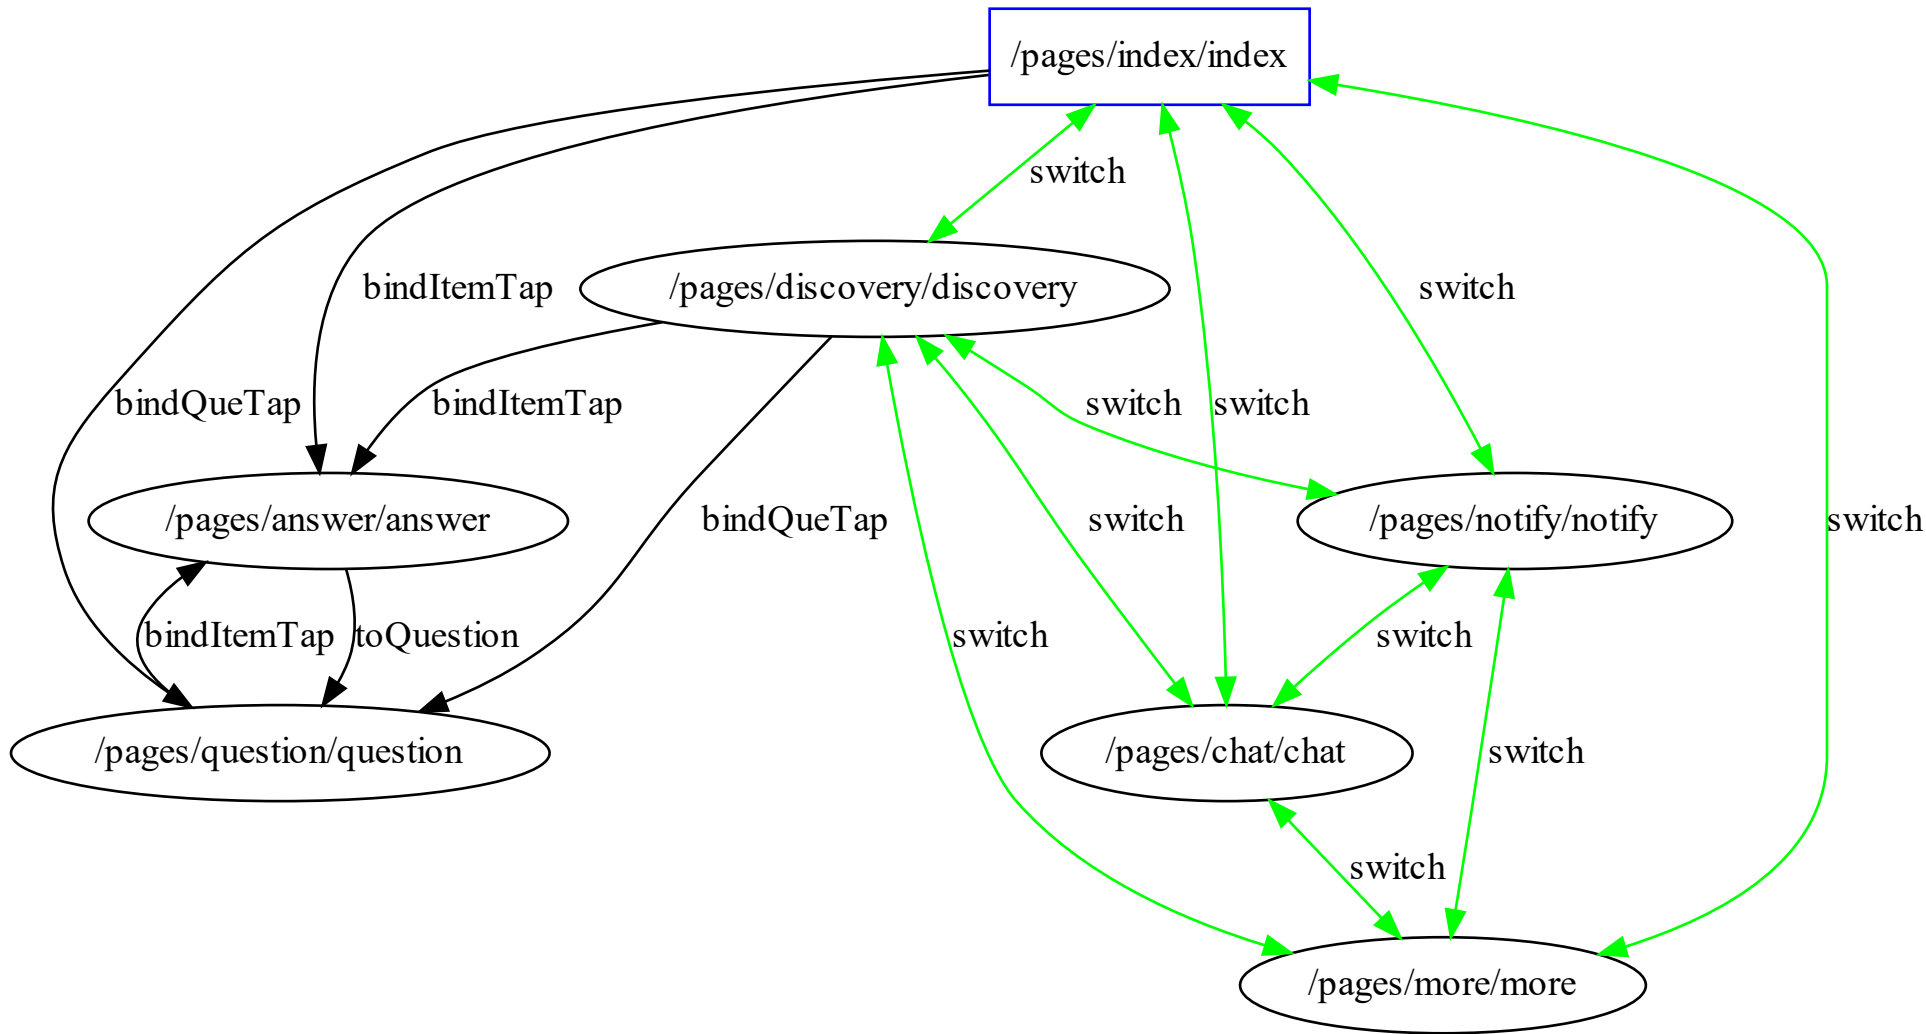 /pages/index/index
switch
bindItemTap
/pages/discovery/discovery
switch
bindQueTap
bindItemTap
switch
switch
/pages/answer/answer
bindQueTap
switch
/pages/notify/notify
switch
bindItemTap
toQuestion
switch
switch
/pages/question/question
/pages/chat/chat
switch
switch
/pages/more/more